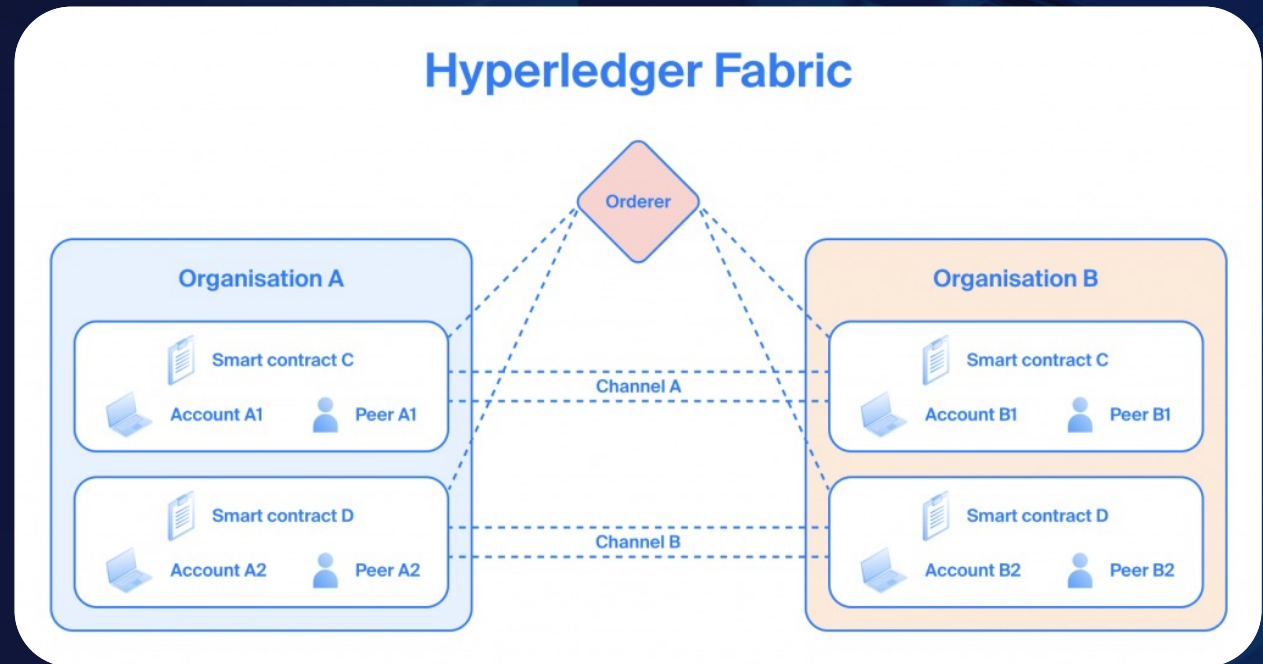 Hyperledger Fabric
Orderer
Organisation A
Smart contract C
Account A1 Peer A1
Smart contract D
Account A2 Peer A2
Channel A
Channel B
Organisation B
Smart contract C
Account B1 Peer B1
Smart contract D
Account B2 Peer B2